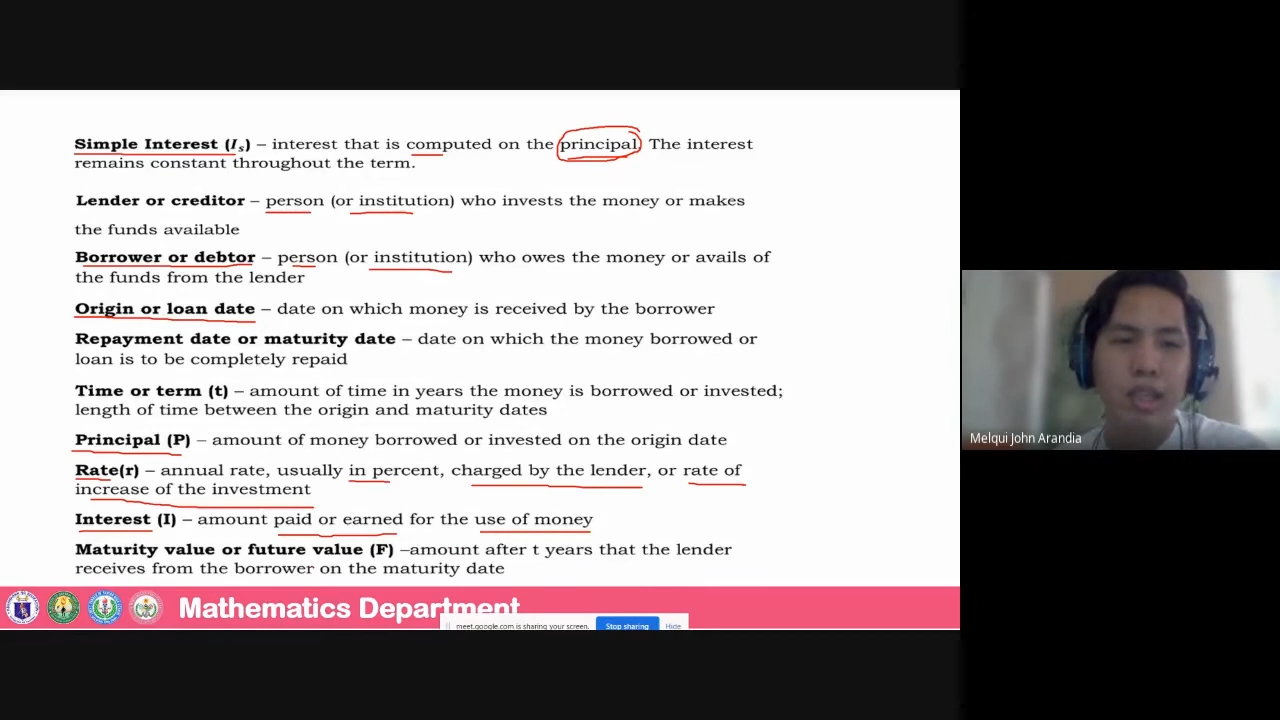 Simple Interest (Is) – interest that is computed on the principal. The interest
remains constant throughout the term.
Lender or creditor – person (or institution) who invests the money or makes
the funds available
Borrower or debtor – person (or institution) who owes the money or avails of
the funds from the lender
Origin or loan date – date on which money is received by the borrower
Repayment date or maturity date – date on which the money borrowed or
loan is to be completely repaid
Time or term (t) – amount of time in years the money is borrowed or invested;
length of time between the origin and maturity dates
Principal (P) – amount of money borrowed or invested on the origin date
Rate(r) – annual rate, usually in percent, charged by the lender, or rate of
increase of the investment
Interest (I) – amount paid or earned for the use of money
Maturity value or future value (F) –amount after t years that the lender
receives from the borrower on the maturity date
Mathematics Department
meet.google.com is sharing your screen. Stop sharing Hide
Melqui John Arandia